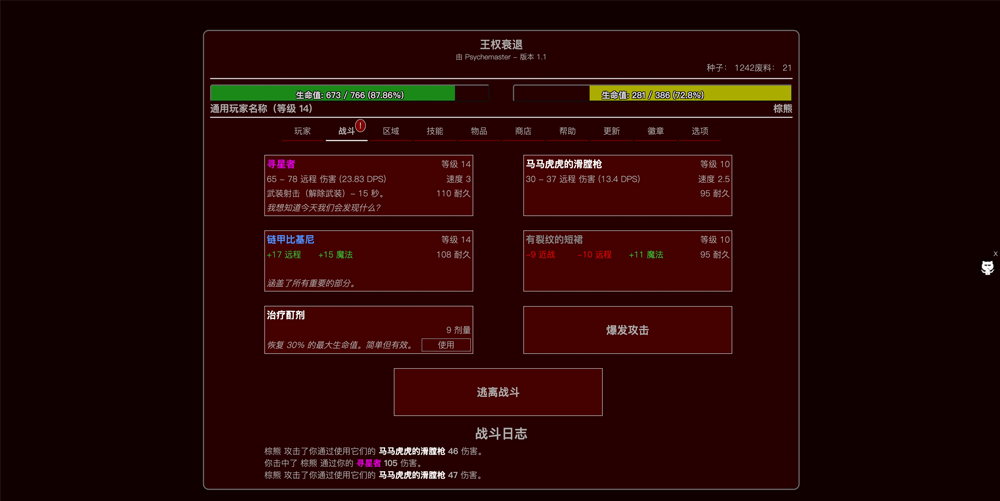 王权衰退
由 Psychemaster – 版本 1.1
种子： 1242废料： 21
生命值: 673 / 766 (87.86%)
生命值: 281 / 386 (72.8%)
通用玩家名称（等级 14）
棕熊
玩家 战斗 ! 区域 技能 物品 商店 帮助 更新 徽章 选项
寻星者 等级 14
65 – 78 远程 伤害 (23.83 DPS) 速度 3
武装射击（解除武装）– 15 秒。 110 耐久
我想知道今天我们会发现什么?
马马虎虎的滑膛枪 等级 10
30 – 37 远程 伤害 (13.4 DPS) 速度 2.5
95 耐久
链甲比基尼 等级 14
+17 远程 +15 魔法 108 耐久
涵盖了所有重要的部分。
有裂纹的短裙 等级 10
−9 近战 −10 远程 +11 魔法 95 耐久
治疗酊剂
9 剂量
恢复 30% 的最大生命值。简单但有效。 使用
爆发攻击
逃离战斗
战斗日志
棕熊 攻击了你通过使用它们的 马马虎虎的滑膛枪 46 伤害。
你击中了 棕熊 通过你的 寻星者 105 伤害。
棕熊 攻击了你通过使用它们的 马马虎虎的滑膛枪 47 伤害。
x